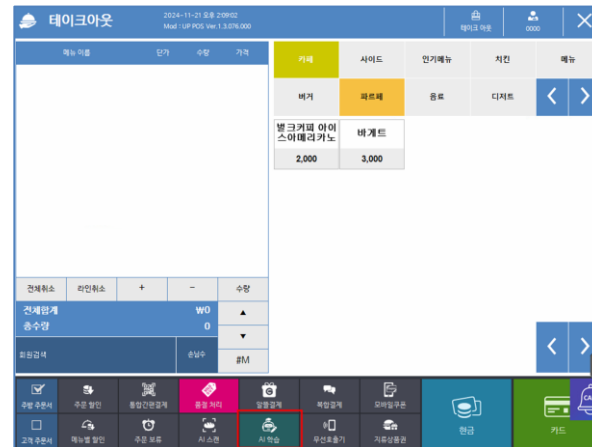 테이크아웃
2024-11-21 오후 2:09:02
Mod : UP POS Ver.1.3.076.000
테이크 아웃
0000
메뉴 이름 단가 수량 가격
카페 사이드 인기메뉴 치킨 메뉴
버거 파르페 음료 디저트
벌크커피 아이스아메리카노
2,000
바게트
3,000
전체취소 라인취소 + - 수량
전체합계 ₩0
총수량 0
회원검색 손님수 #M
주방 주문서 주문 할인 통합간편결제 품절 처리 알뜰결제 복합결제 모바일쿠폰
고객 주문서 메뉴별 할인 주문 보류 AI 스캔 AI 학습 무선호출기 지류상품권
현금 카드